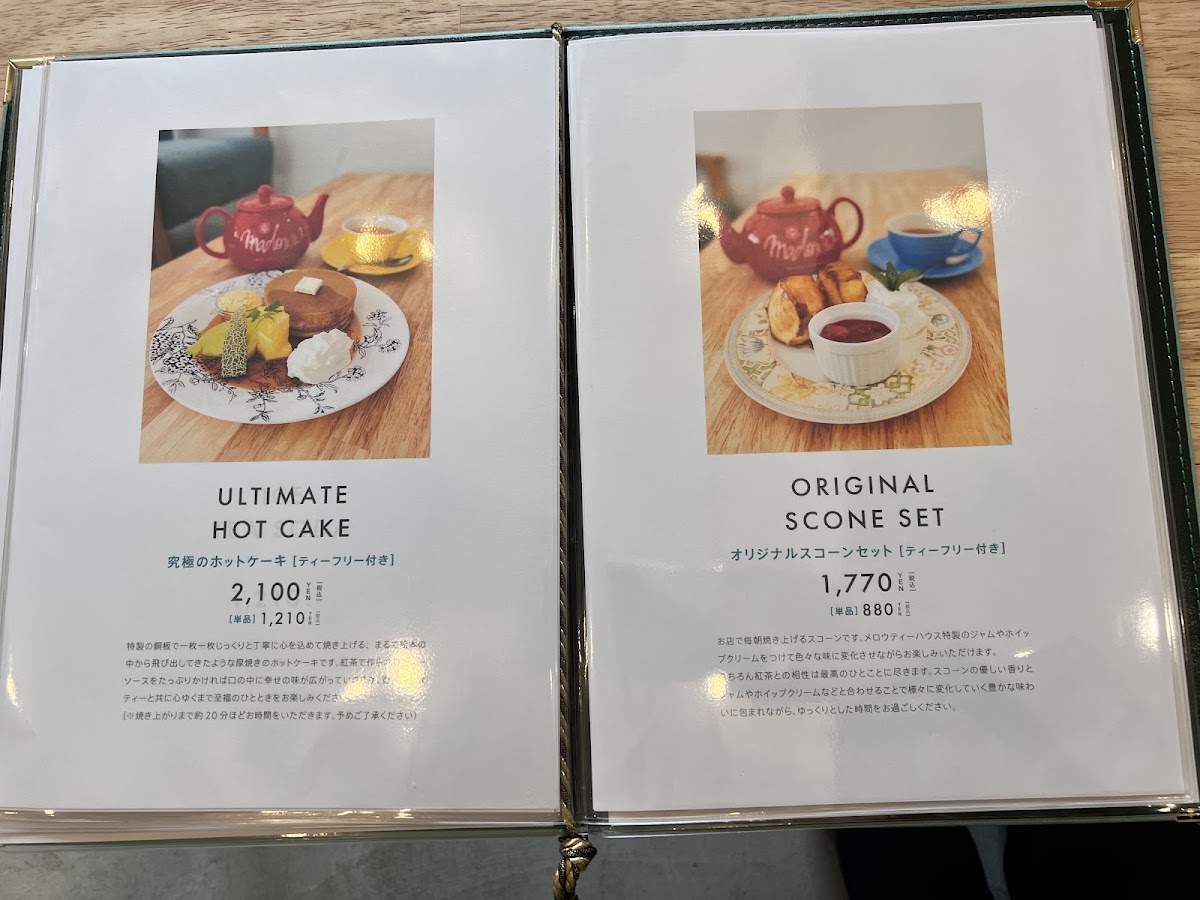 madonna
ULTIMATE
HOT CAKE
究極のホットケーキ [ティーフリー付き]
2,100 YEN [税込]
[単品] 1,210 YEN [税込]
特製の銅板で一枚一枚じっくりと丁寧に心を込めて焼き上げる、まるで絵本の
中から飛び出してきたような厚焼きのホットケーキです。紅茶で作
ソースをたっぷりかければ口の中に幸せの味が広がってい
ティーと共に心ゆくまで至福のひとときをお楽しみくだ
(※焼き上がりまで約20分ほどお時間をいただきます。予めご了承ください)
madonna
ORIGINAL
SCONE SET
オリジナルスコーンセット [ティーフリー付き]
1,770 YEN [税込]
[単品] 880 YEN [税込]
お店で毎朝焼き上げるスコーンです。メロウティーハウス特製のジャムやホイッ
プクリームをつけて色々な味に変化させながらお楽しみいただけます。
もちろん紅茶との相性は最高のひとことに尽きます。スコーンの優しい香りと
ジャムやホイップクリームなどと合わせることで様々に変化していく豊かな味わ
いに包まれながら、ゆっくりとした時間をお過ごしください。